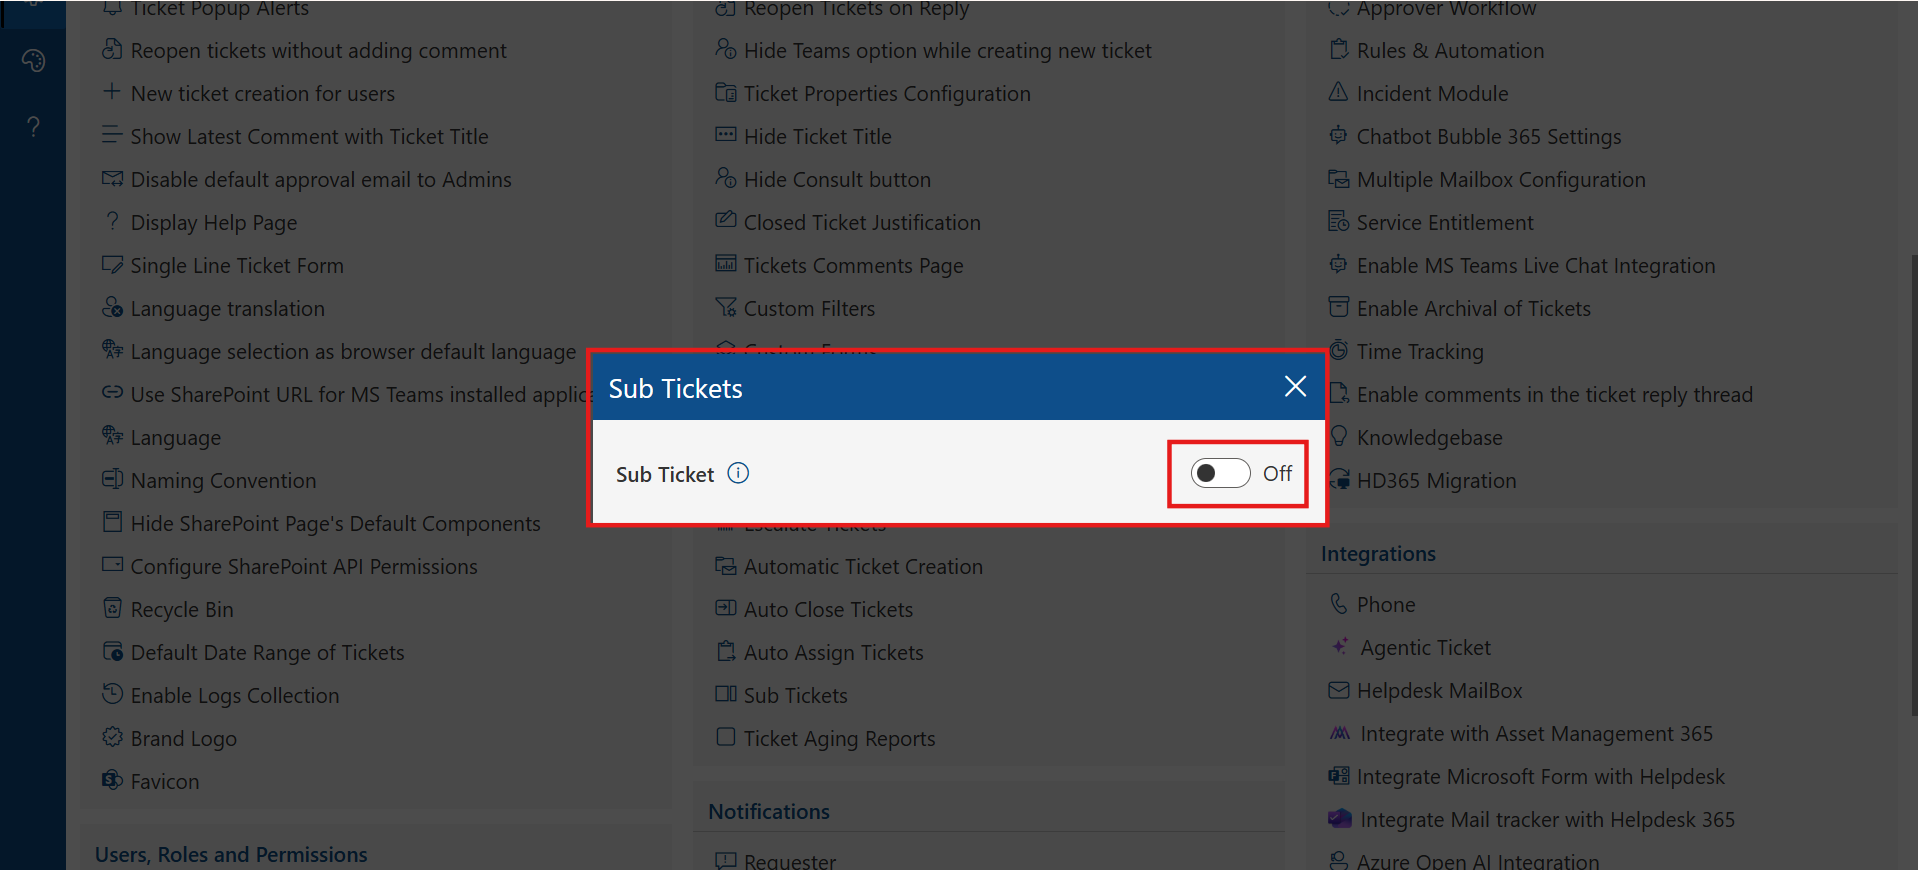 Ticket Popup Alerts
Reopen tickets without adding comment
New ticket creation for users
Show Latest Comment with Ticket Title
Disable default approval email to Admins
Display Help Page
Single Line Ticket Form
Language translation
Language selection as browser default language
Use SharePoint URL for MS Teams installed applica
Language
Naming Convention
Hide SharePoint Page's Default Components
Configure SharePoint API Permissions
Recycle Bin
Default Date Range of Tickets
Enable Logs Collection
Brand Logo
Favicon
Users, Roles and Permissions
Reopen Tickets on Reply
Hide Teams option while creating new ticket
Ticket Properties Configuration
Hide Ticket Title
Hide Consult button
Closed Ticket Justification
Tickets Comments Page
Custom Filters
Custom Forms
Sub Tickets
Sub Ticket
Off
Escalate Tickets
Automatic Ticket Creation
Auto Close Tickets
Auto Assign Tickets
Sub Tickets
Ticket Aging Reports
Notifications
Requester
Approver Workflow
Rules & Automation
Incident Module
Chatbot Bubble 365 Settings
Multiple Mailbox Configuration
Service Entitlement
Enable MS Teams Live Chat Integration
Enable Archival of Tickets
Time Tracking
Enable comments in the ticket reply thread
Knowledgebase
HD365 Migration
Integrations
Phone
Agentic Ticket
Helpdesk MailBox
Integrate with Asset Management 365
Integrate Microsoft Form with Helpdesk
Integrate Mail tracker with Helpdesk 365
Azure Open AI Integration